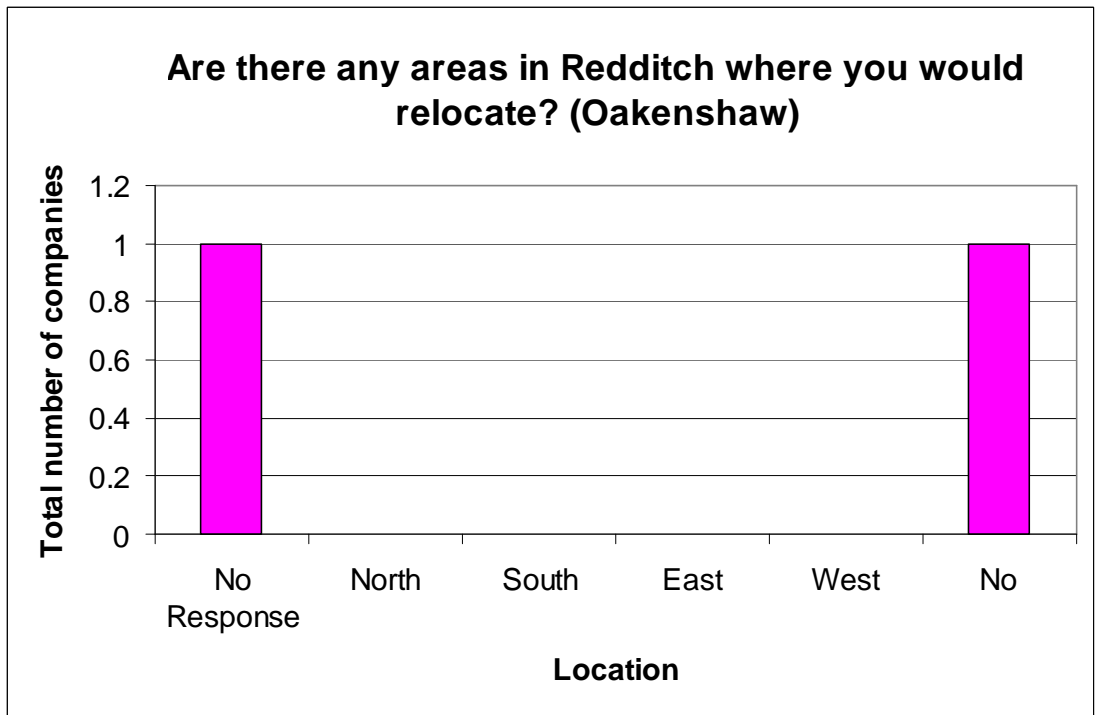 Are there any areas in Redditch where you would
relocate? (Oakenshaw)
Total number of companies
1.2
1
0.8
0.6
0.4
0.2
0
No
Response
North
South
East
West
No
Location